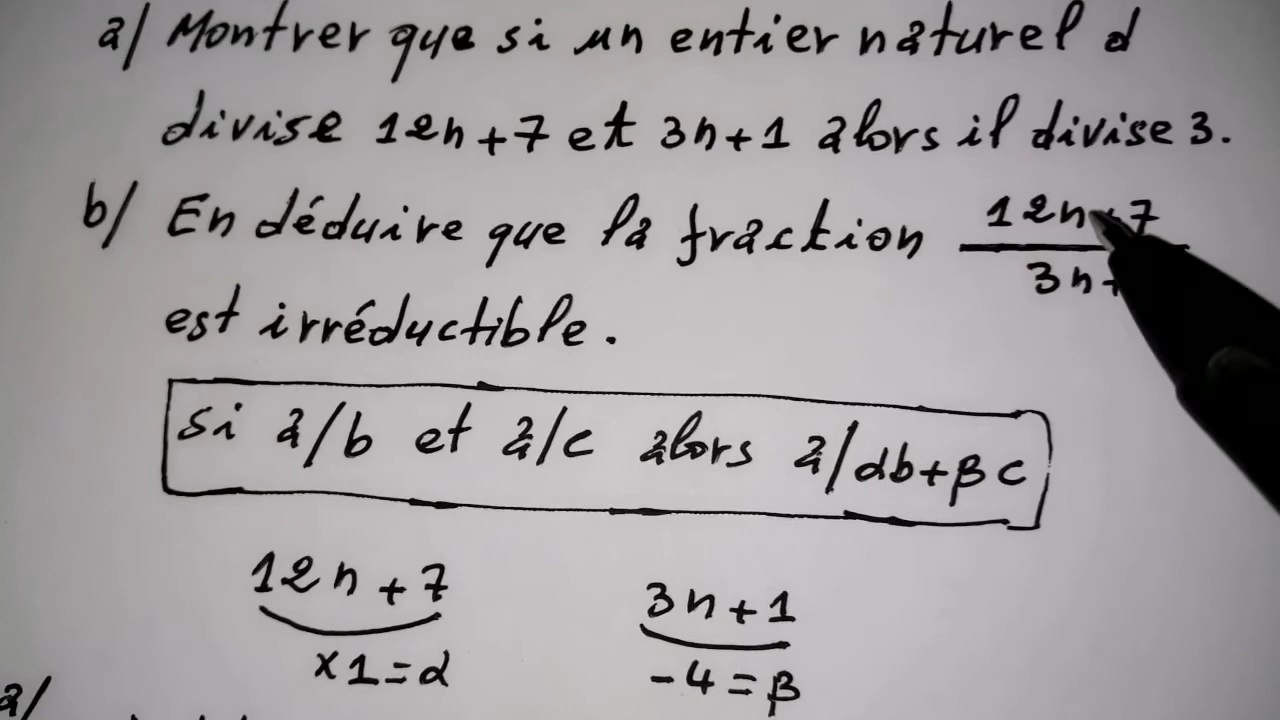 a/ Montrer que si un entier naturel d
divise 12n+7 et 3n+1 alors il divise 3.
b/ En déduire que la fraction 12n+7
3n+
est irréductible.
si a/b et a/c alors a/αb+βc
12n+7 3n+1
×1=α -4=β
a/